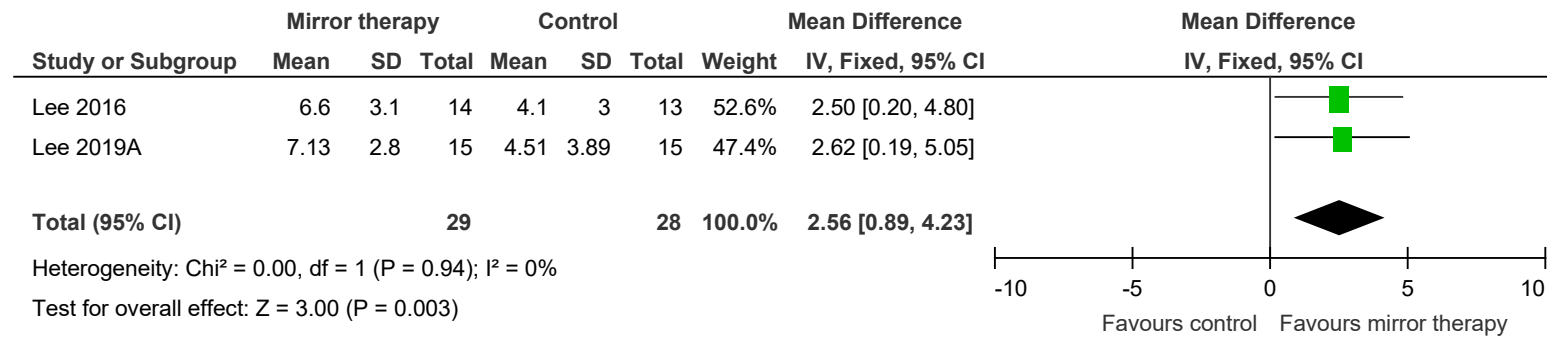 Mirror therapy Control Mean Difference Mean Difference
Study or Subgroup Mean SD Total Mean SD Total Weight IV, Fixed, 95% CI IV, Fixed, 95% CI
Lee 2016 6.6 3.1 14 4.1 3 13 52.6% 2.50 [0.20, 4.80]
Lee 2019A 7.13 2.8 15 4.51 3.89 15 47.4% 2.62 [0.19, 5.05]
Total (95% CI) 29 28 100.0% 2.56 [0.89, 4.23]
Heterogeneity: Chi² = 0.00, df = 1 (P = 0.94); I² = 0%
Test for overall effect: Z = 3.00 (P = 0.003)
-10 -5 0 5 10
Favours control Favours mirror therapy